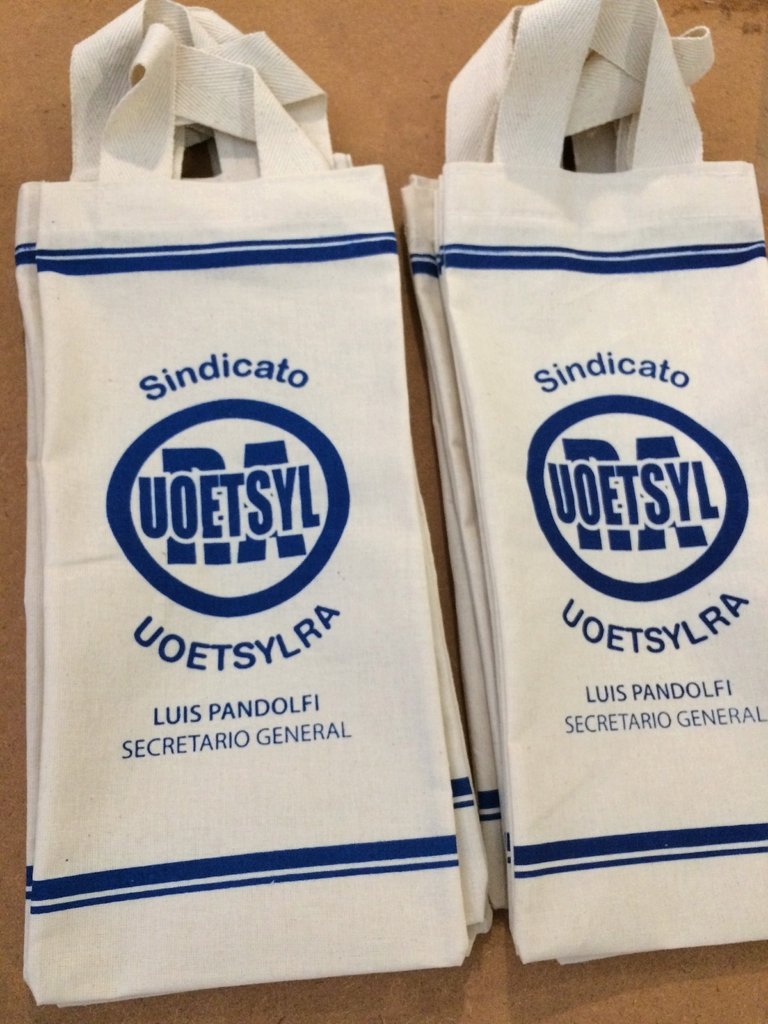 Sindicato
RA
UOETSYL
UOETSYLRA
LUIS PANDOLFI
SECRETARIO GENERAL
Sindicato
RA
UOETSYL
UOETSYLRA
LUIS PANDOLFI
SECRETARIO GENERAL